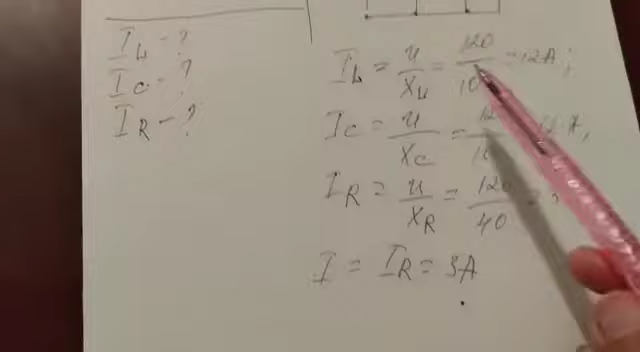 I_L - ?
I_C - ?
I_R - ?
I_L = u/X_L = 120/10 = 12A;
I_C = u/X_C =
I_R = u/X_R = 120/40 =
I = I_R = 3A